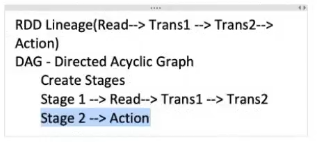 RDD Lineage(Read--> Trans1 --> Trans2-->
Action)
DAG - Directed Acyclic Graph
Create Stages
Stage 1 --> Read--> Trans1 --> Trans2
Stage 2 --> Action